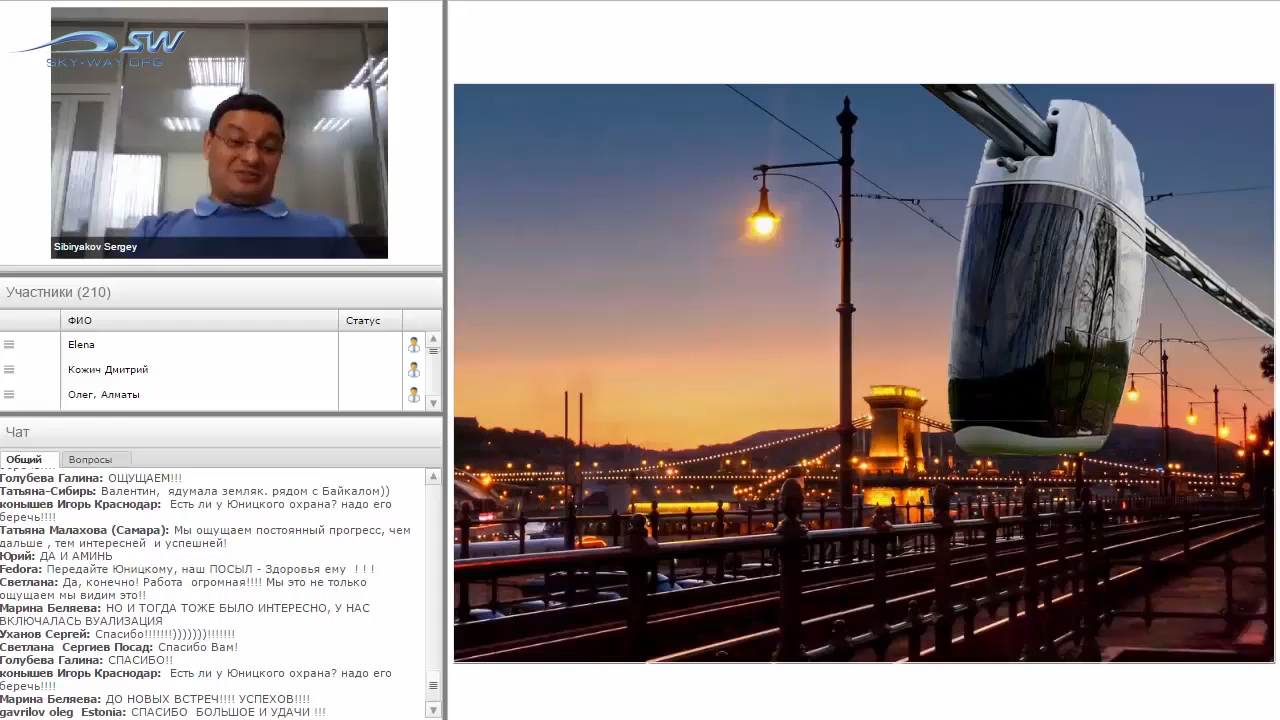 SW
SKY-WAY.ORG
Sibiryakov Sergey
Участники (210)
ФИО
Статус
Elena
Кожич Дмитрий
Олег, Алматы
Чат
Общий
Вопросы
Голубева Галина: ОЩУЩАЕМ!!!
Татьяна-Сибирь: Валентин, ядумала земляк. рядом с Байкалом))
конышев Игорь Краснодар: Есть ли у Юницкого охрана? надо его
беречь!!!!
Татьяна Малахова (Самара): Мы ощущаем постоянный прогресс, чем
дальше , тем интересней и успешней!
Юрий: ДА И АМИНЬ
Fedora: Передайте Юницкому, наш ПОСЫЛ - Здоровья ему ! ! !
Светлана: Да, конечно! Работа огромная!!!! Мы это не только
ощущаем мы видим это!!
Марина Беляева: НО И ТОГДА ТОЖЕ БЫЛО ИНТЕРЕСНО, У НАС
ВКЛЮЧАЛАСЬ ВУАЛИЗАЦИЯ
Уханов Сергей: Спасибо!!!!!!!)))))))!!!!!!!
Светлана Сергиев Посад: Спасибо Вам!
Голубева Галина: СПАСИБО!!
конышев Игорь Краснодар: Есть ли у Юницкого охрана? надо его
беречь!!!!
Марина Беляева: ДО НОВЫХ ВСТРЕЧ!!!! УСПЕХОВ!!!!
gavrilov oleg Estonia: СПАСИБО БОЛЬШОЕ И УДАЧИ !!!